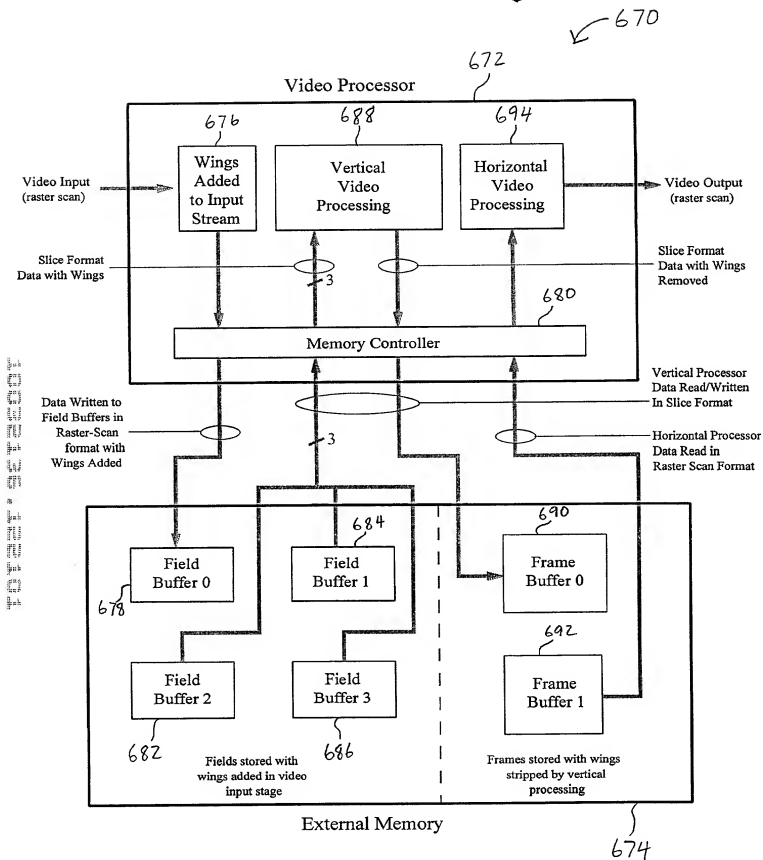 670
672
Video Processor
676
688
694
Video Input
(raster scan)
Wings
Added
to Input
Stream
Vertical
Video
Processing
Horizontal
Video
Processing
Video Output
(raster scan)
Slice Format
Data with Wings
3
Slice Format
Data with Wings
Removed
680
Memory Controller
Data Written to
Field Buffers in
Raster-Scan
format with
Wings Added
3
Vertical Processor
Data Read/Written
In Slice Format
Horizontal Processor
Data Read in
Raster Scan Format
684
690
Field
Buffer 0
678
Field
Buffer 1
Frame
Buffer 0
692
Field
Buffer 2
682
Field
Buffer 3
686
Frame
Buffer 1
Fields stored with
wings added in video
input stage
Frames stored with wings
stripped by vertical
processing
External Memory
674